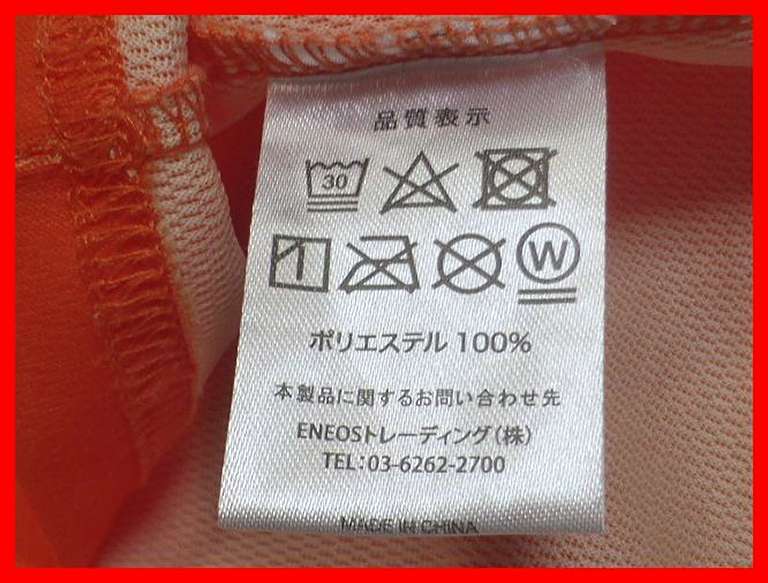 品質表示
30
W
ポリエステル 100%
本製品に関するお問い合わせ先
ENEOSトレーディング(株)
TEL:03-6262-2700
MADE IN CHINA